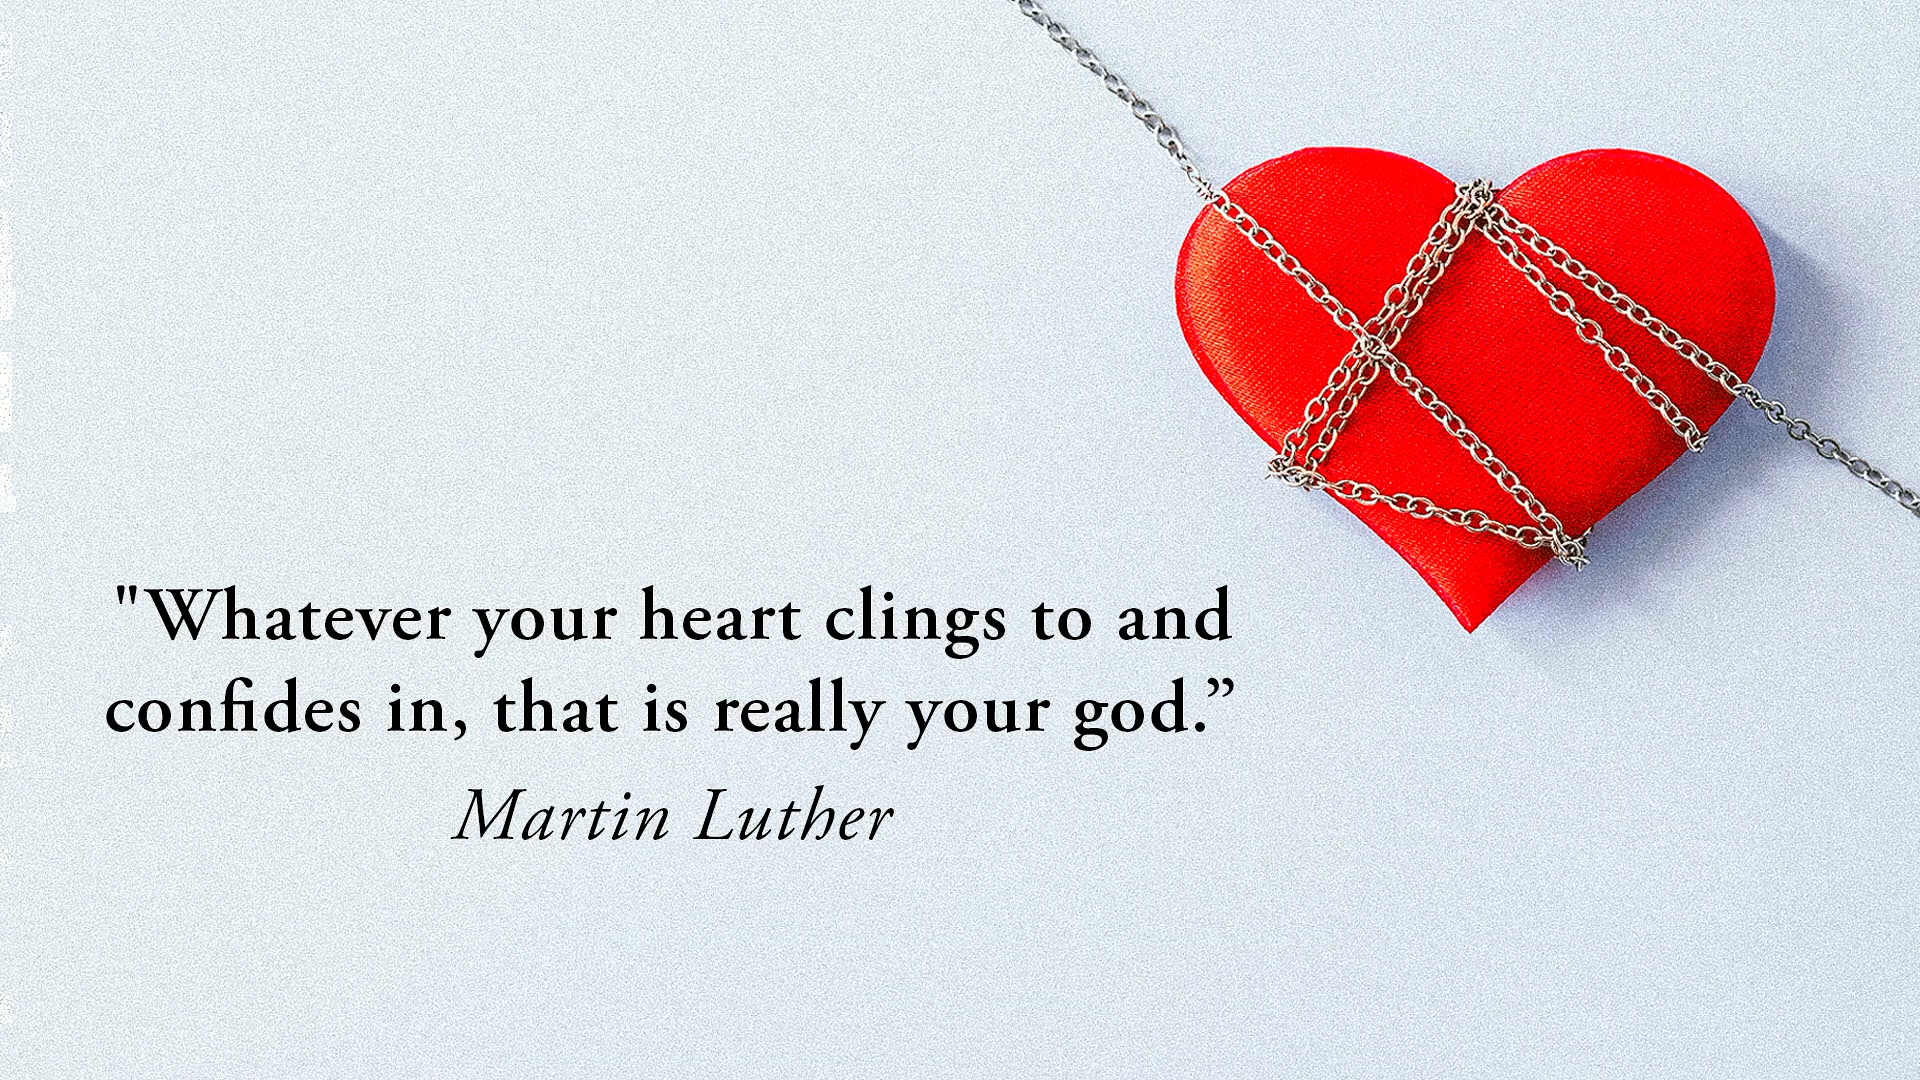 "Whatever your heart clings to and
confides in, that is really your god.”
Martin Luther